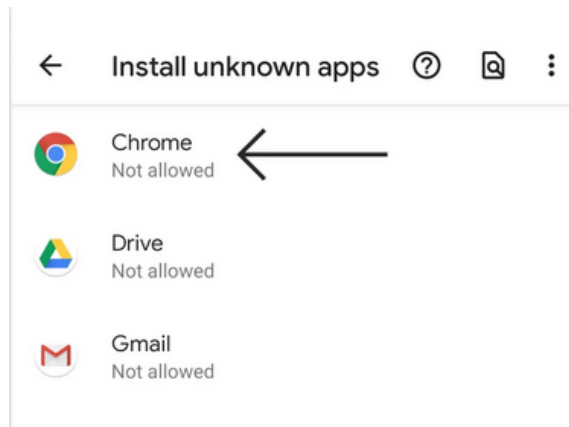 Install unknown apps
Chrome
Not allowed
Drive
Not allowed
Gmail
Not allowed